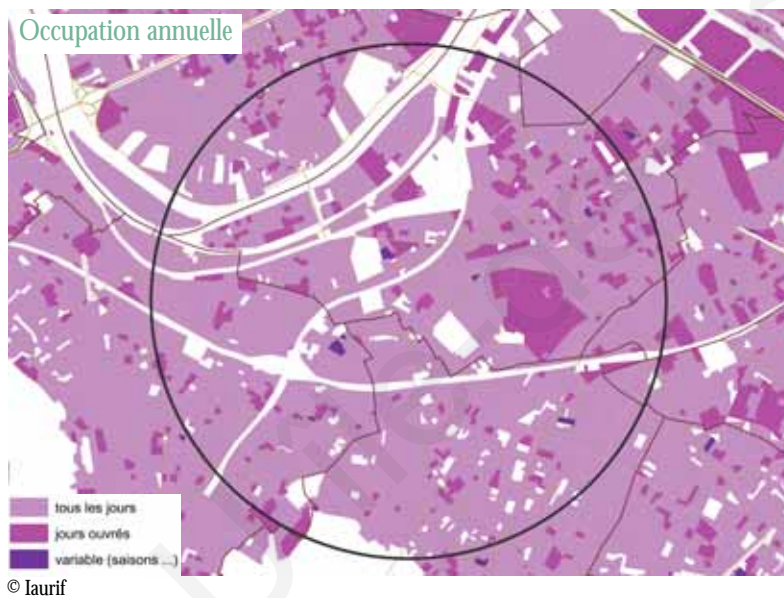 Occupation annuelle
tous les jours
jours ouvrés
variable (saisons ...)
© Iaurif